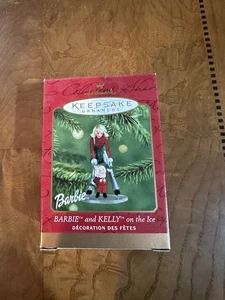 KEEPSAKE
ORNAMENT
Barbie
BARBIE™ and KELLY™ on the Ice
DÉCORATION DES FÊTES